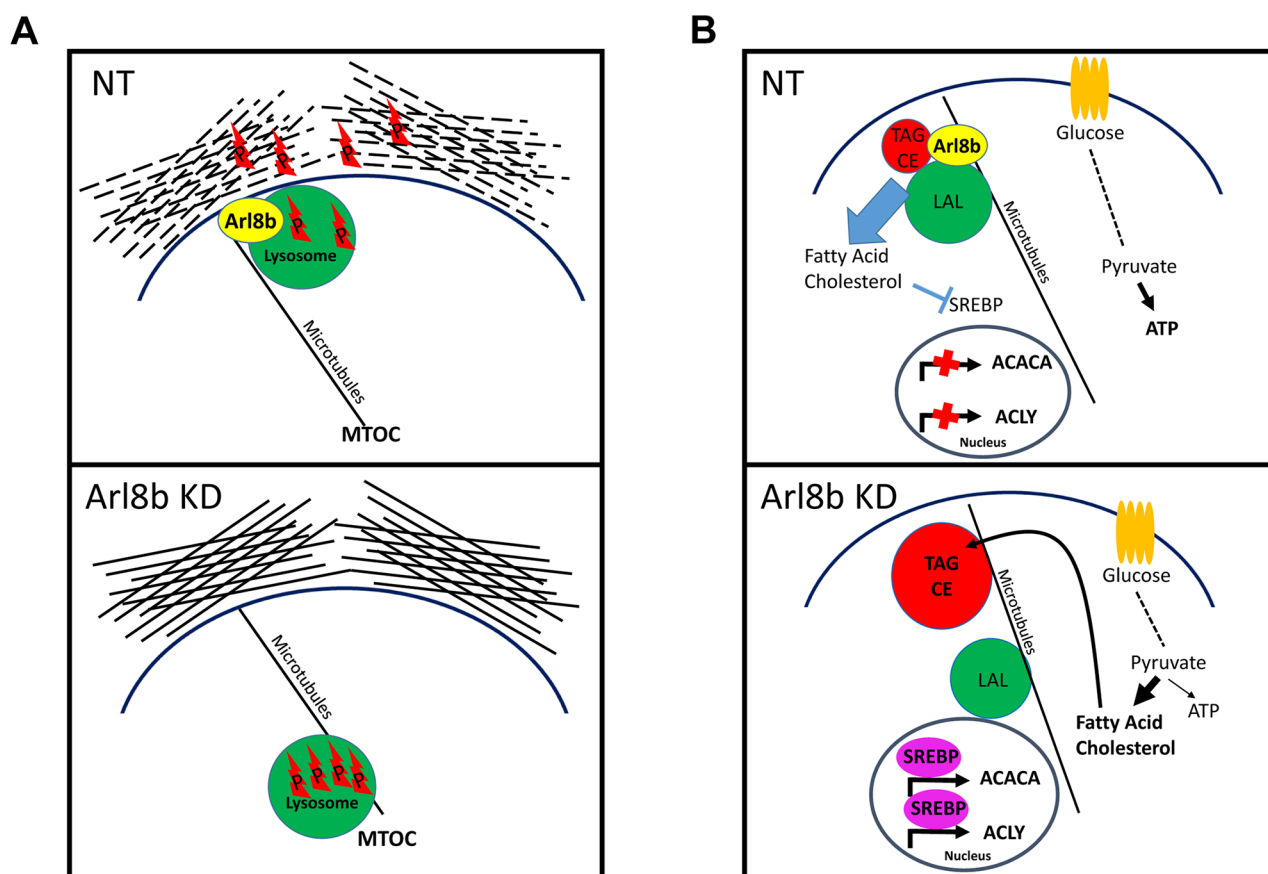 A
NT
P
P
P
P
Arl8b
P
P
Lysosome
Microtubules
MTOC
Arl8b KD
Microtubules
P
P
P
P
Lysosome
MTOC
B
NT
TAG
CE
Arl8b
LAL
Glucose
Microtubules
Fatty Acid
Cholesterol
SREBP
Pyruvate
ATP
ACACA
ACLY
Nucleus
Arl8b KD
TAG
CE
Microtubules
Glucose
LAL
Pyruvate
ATP
Fatty Acid
Cholesterol
SREBP
ACACA
SREBP
ACLY
Nucleus